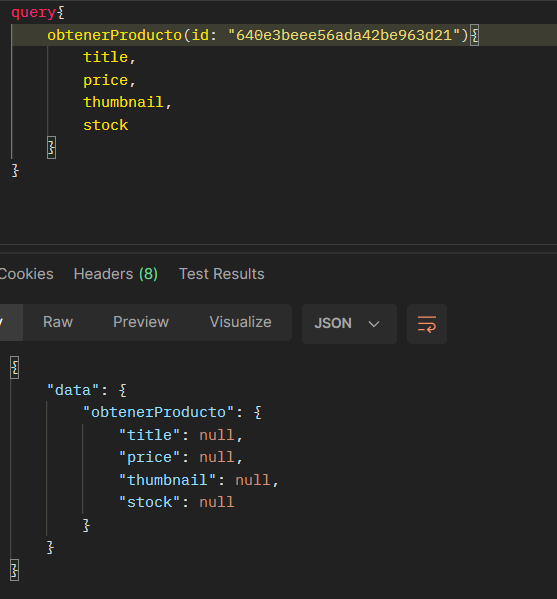 query{
    obtenerProducto(id: "640e3beee56ada42be963d21"){
        title,
        price,
        thumbnail,
        stock
    }
}
Cookies Headers (8) Test Results
Raw Preview Visualize JSON
{
    "data": {
        "obtenerProducto": {
            "title": null,
            "price": null,
            "thumbnail": null,
            "stock": null
        }
    }
}